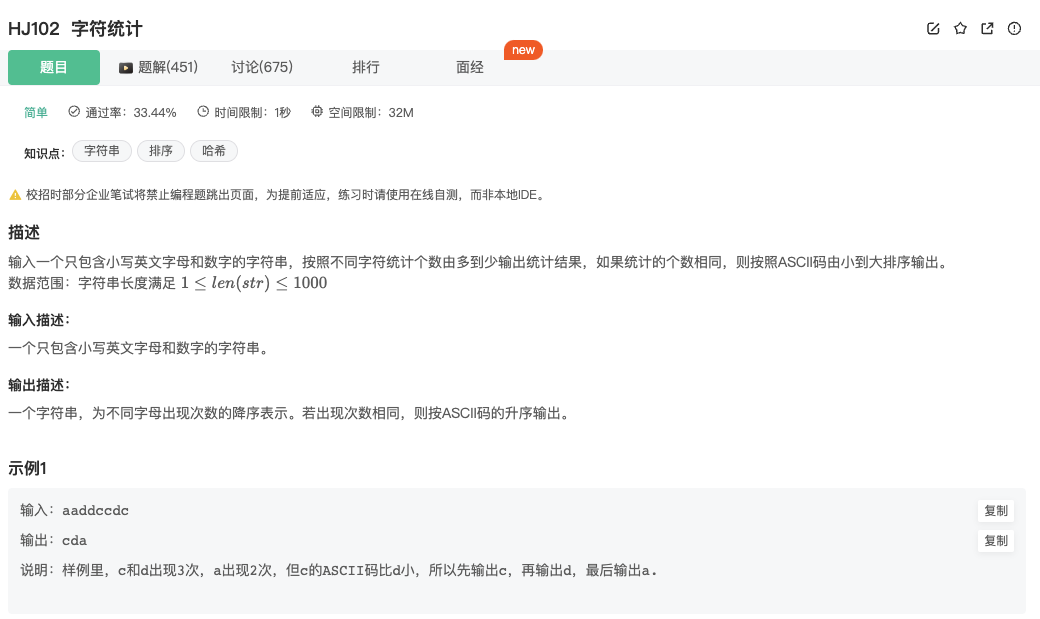 HJ102 字符统计
new
题目 题解(451) 讨论(675) 排行 面经
简单 通过率：33.44% 时间限制：1秒 空间限制：32M
知识点： 字符串 排序 哈希
校招时部分企业笔试将禁止编程题跳出页面，为提前适应，练习时请使用在线自测，而非本地IDE。
描述
输入一个只包含小写英文字母和数字的字符串，按照不同字符统计个数由多到少输出统计结果，如果统计的个数相同，则按照ASCII码由小到大排序输出。
数据范围：字符串长度满足 1 ≤ len(str) ≤ 1000
输入描述：
一个只包含小写英文字母和数字的字符串。
输出描述：
一个字符串，为不同字母出现次数的降序表示。若出现次数相同，则按ASCII码的升序输出。
示例1
输入：aaddccdc 复制
输出：cda 复制
说明：样例里，c和d出现3次，a出现2次，但c的ASCII码比d小，所以先输出c，再输出d，最后输出a.